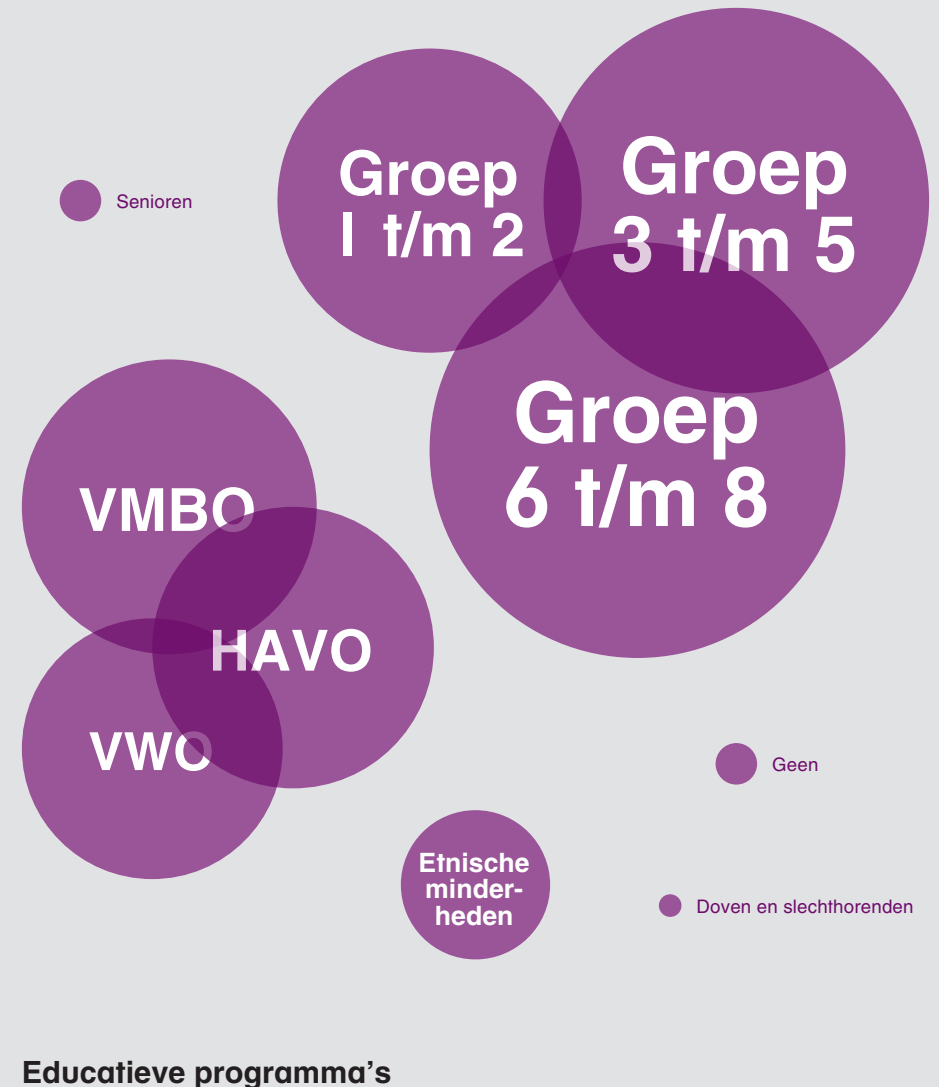 Senioren
Groep
1 t/m 2
Groep
3 t/m 5
Groep
6 t/m 8
VMBO
HAVO
VWO
Geen
Etnische
minder-
heden
Doven en slechthorenden
Educatieve programma's